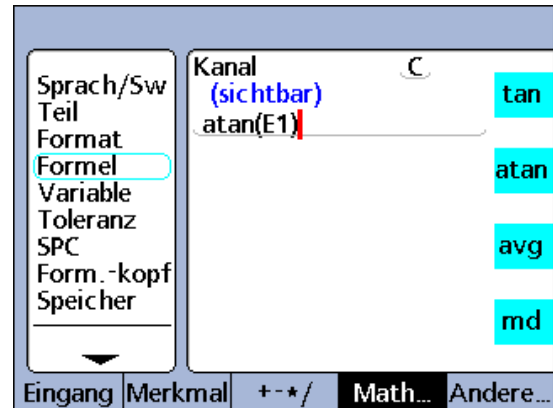 Sprach/Sw
Teil
Format
Formel
Variable
Toleranz
SPC
Form.-kopf
Speicher
Kanal C
(sichtbar)
atan(E1)
tan
atan
avg
md
Eingang Merkmal +-*/ Math... Andere...